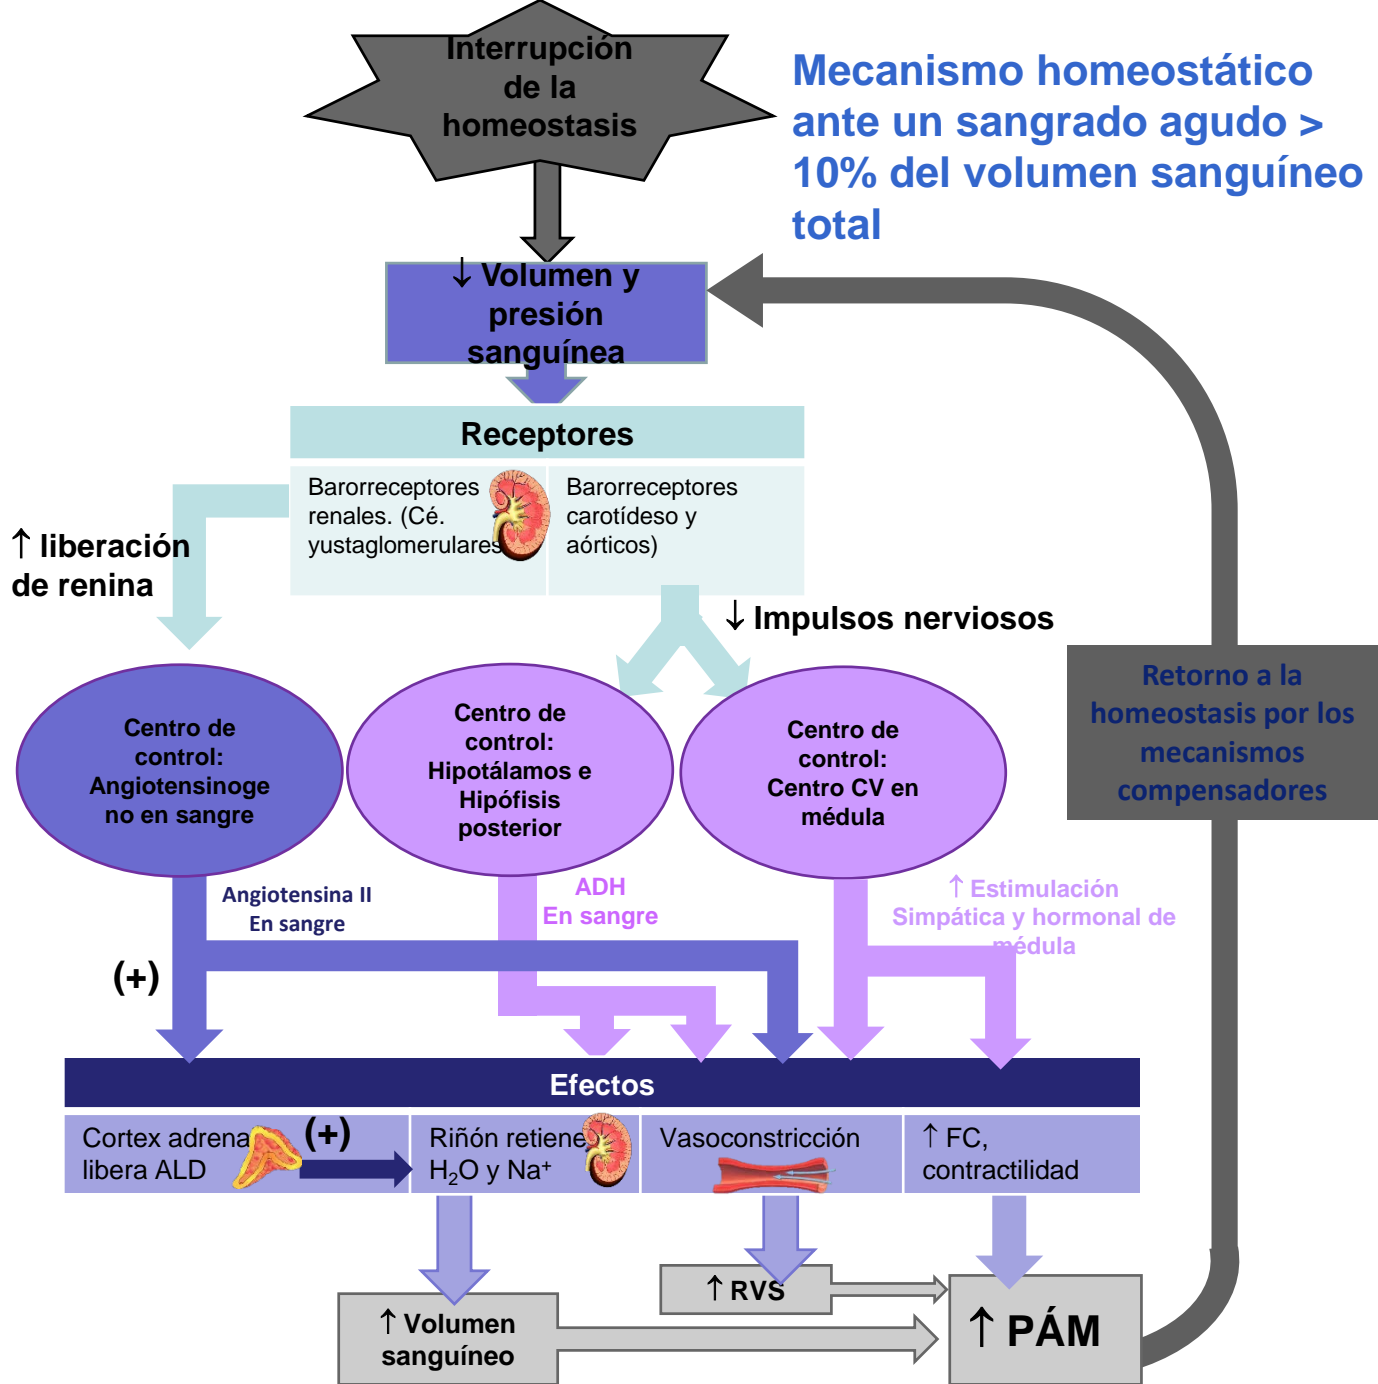 Interrupción
de la
homeostasis
Mecanismo homeostático
ante un sangrado agudo >
10% del volumen sanguíneo
total
↓ Volumen y
presión
sanguínea
Receptores
Barorreceptores
renales. (Cé.
yustaglomerulares
Barorreceptores
carotídeso y
aórticos)
↑ liberación
de renina
↓ Impulsos nerviosos
Centro de
control:
Angiotensinoge
no en sangre
Centro de
control:
Hipotálamos e
Hipófisis
posterior
Centro de
control:
Centro CV en
médula
Retorno a la
homeostasis por los
mecanismos
compensadores
Angiotensina II
En sangre
ADH
En sangre
↑ Estimulación
Simpática y hormonal de
médula
(+)
Efectos
Cortex adrena
libera ALD
(+)
Riñón retiene
H₂O y Na⁺
Vasoconstricción
↑ FC,
contractilidad
↑ Volumen
sanguíneo
↑ RVS
↑ PÁM